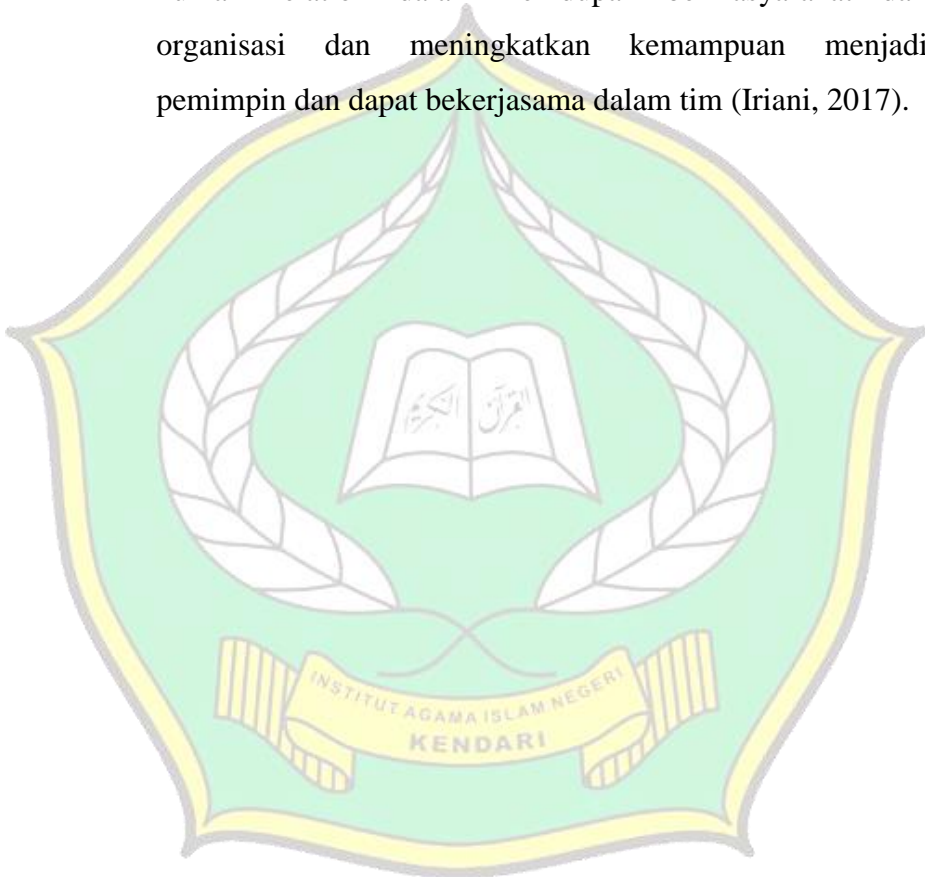 organisasi dan meningkatkan kemampuan menjadi
pemimpin dan dapat bekerjasama dalam tim (Iriani, 2017).
القرآن الكريم
INSTITUT AGAMA ISLAM NEGERI
KENDARI